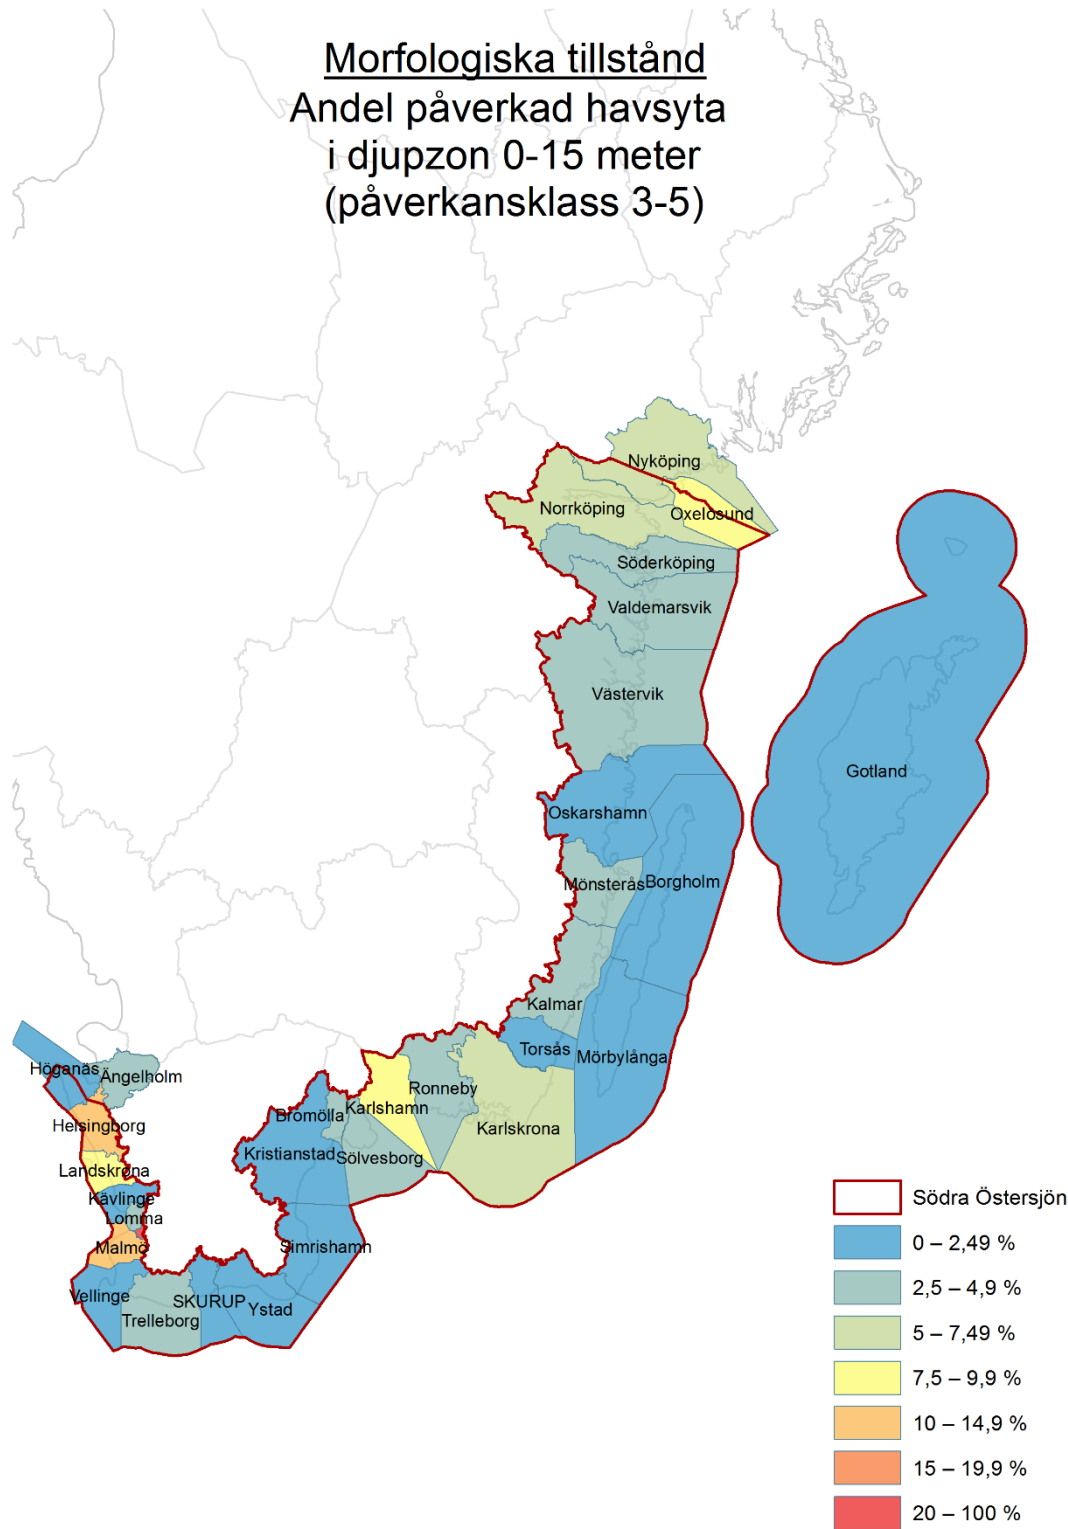 Morfologiska tillstånd
Andel påverkad havsyta
i djupzon 0-15 meter
(påverkansklass 3-5)
Nyköping
Norrköping
Oxelösund
Söderköping
Valdemarsvik
Västervik
Gotland
Oskarshamn
Mönsterås
Borgholm
Kalmar
Torsås
Mörbylånga
Höganäs
Ängelholm
Ronneby
Karlshamn
Bromölla
Karlskrona
Helsingborg
Kristianstad
Sölvesborg
Landskrona
Kävlinge
Lomma
Malmö
Simrishamn
Vellinge
SKURUP
Ystad
Trelleborg
Södra Östersjön
0 – 2,49 %
2,5 – 4,9 %
5 – 7,49 %
7,5 – 9,9 %
10 – 14,9 %
15 – 19,9 %
20 – 100 %